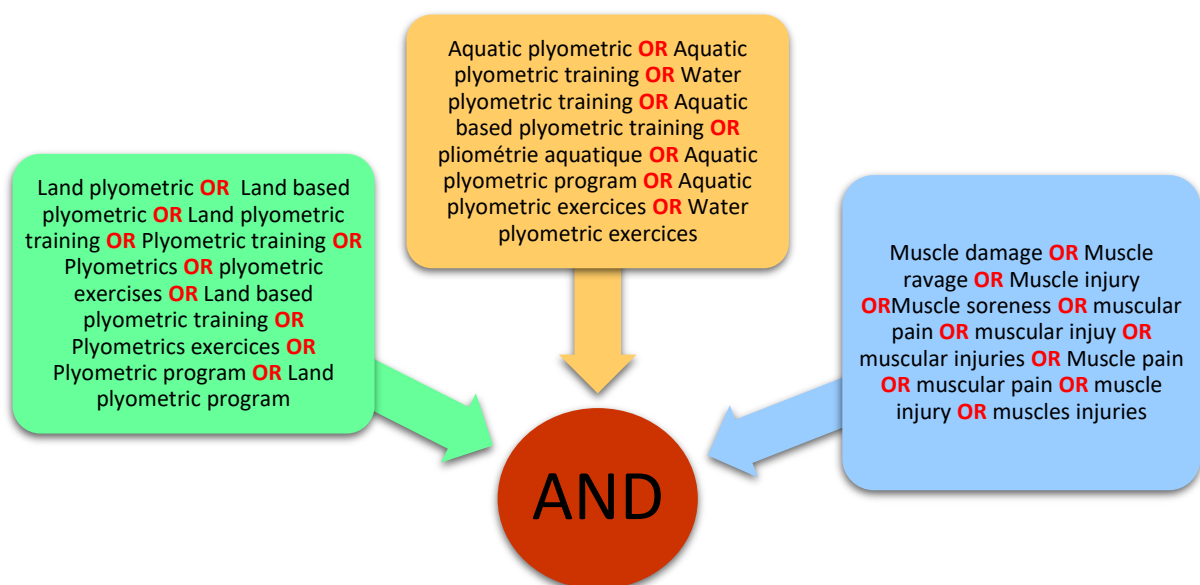 Land plyometric OR Land based
plyometric OR Land plyometric
training OR Plyometric training OR
Plyometrics OR plyometric
exercises OR Land based
plyometric training OR
Plyometrics exercices OR
Plyometric program OR Land
plyometric program
Aquatic plyometric OR Aquatic
plyometric training OR Water
plyometric training OR Aquatic
based plyometric training OR
pliométrie aquatique OR Aquatic
plyometric program OR Aquatic
plyometric exercices OR Water
plyometric exercices
Muscle damage OR Muscle
ravage OR Muscle injury
ORMuscle soreness OR muscular
pain OR muscular injuy OR
muscular injuries OR Muscle pain
OR muscular pain OR muscle
injury OR muscles injuries
AND